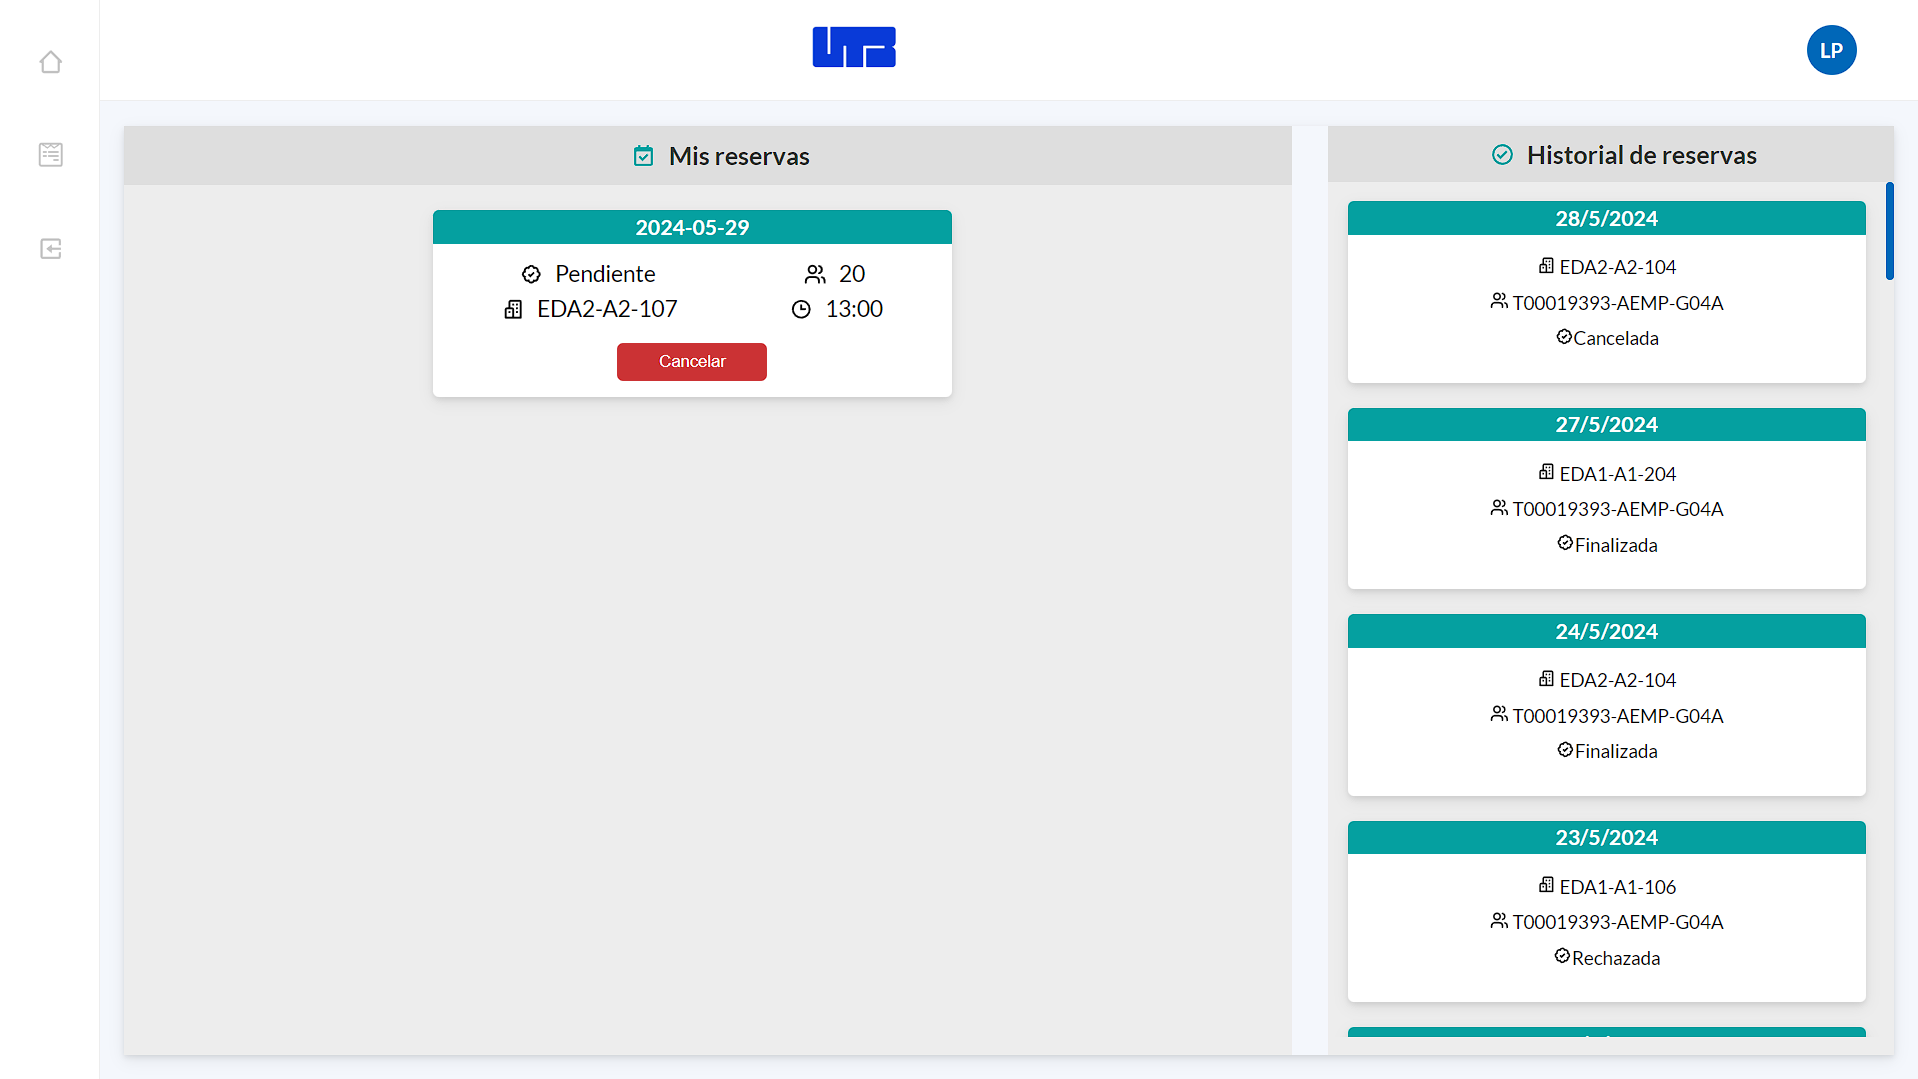 UTB
LP
Mis reservas
2024-05-29
Pendiente
20
EDA2-A2-107
13:00
Cancelar
Historial de reservas
28/5/2024
EDA2-A2-104
T00019393-AEMP-G04A
Cancelada
27/5/2024
EDA1-A1-204
T00019393-AEMP-G04A
Finalizada
24/5/2024
EDA2-A2-104
T00019393-AEMP-G04A
Finalizada
23/5/2024
EDA1-A1-106
T00019393-AEMP-G04A
Rechazada